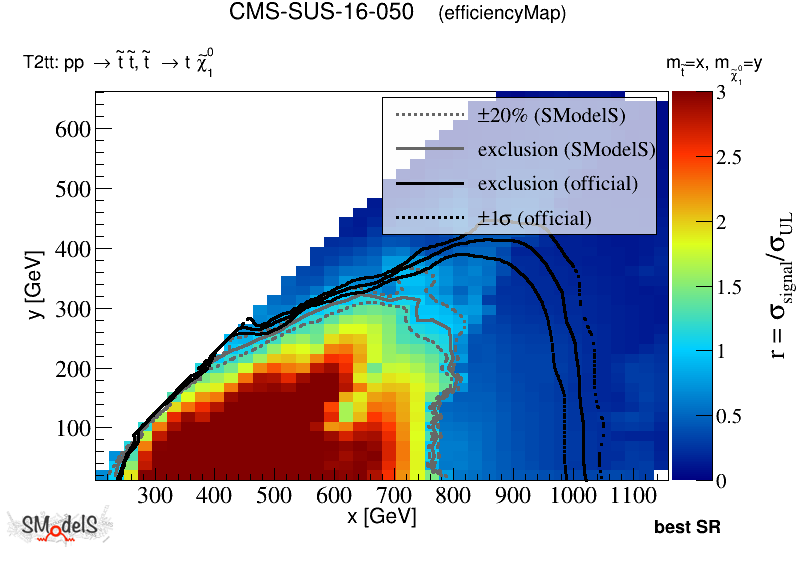 CMS-SUS-16-050 (efficiencyMap)
T2tt: pp → t̃ t̃, t̃ → t χ̃⁰₁
m_t̃=x, m_χ̃⁰₁=y
±20% (SModelS)
exclusion (SModelS)
exclusion (official)
±1σ (official)
600
500
400
300
200
100
y [GeV]
300 400 500 600 700 800 900 1000 1100
x [GeV]
3
2.5
2
1.5
1
0.5
0
r = σ_signal/σ_UL
SModelS
best SR